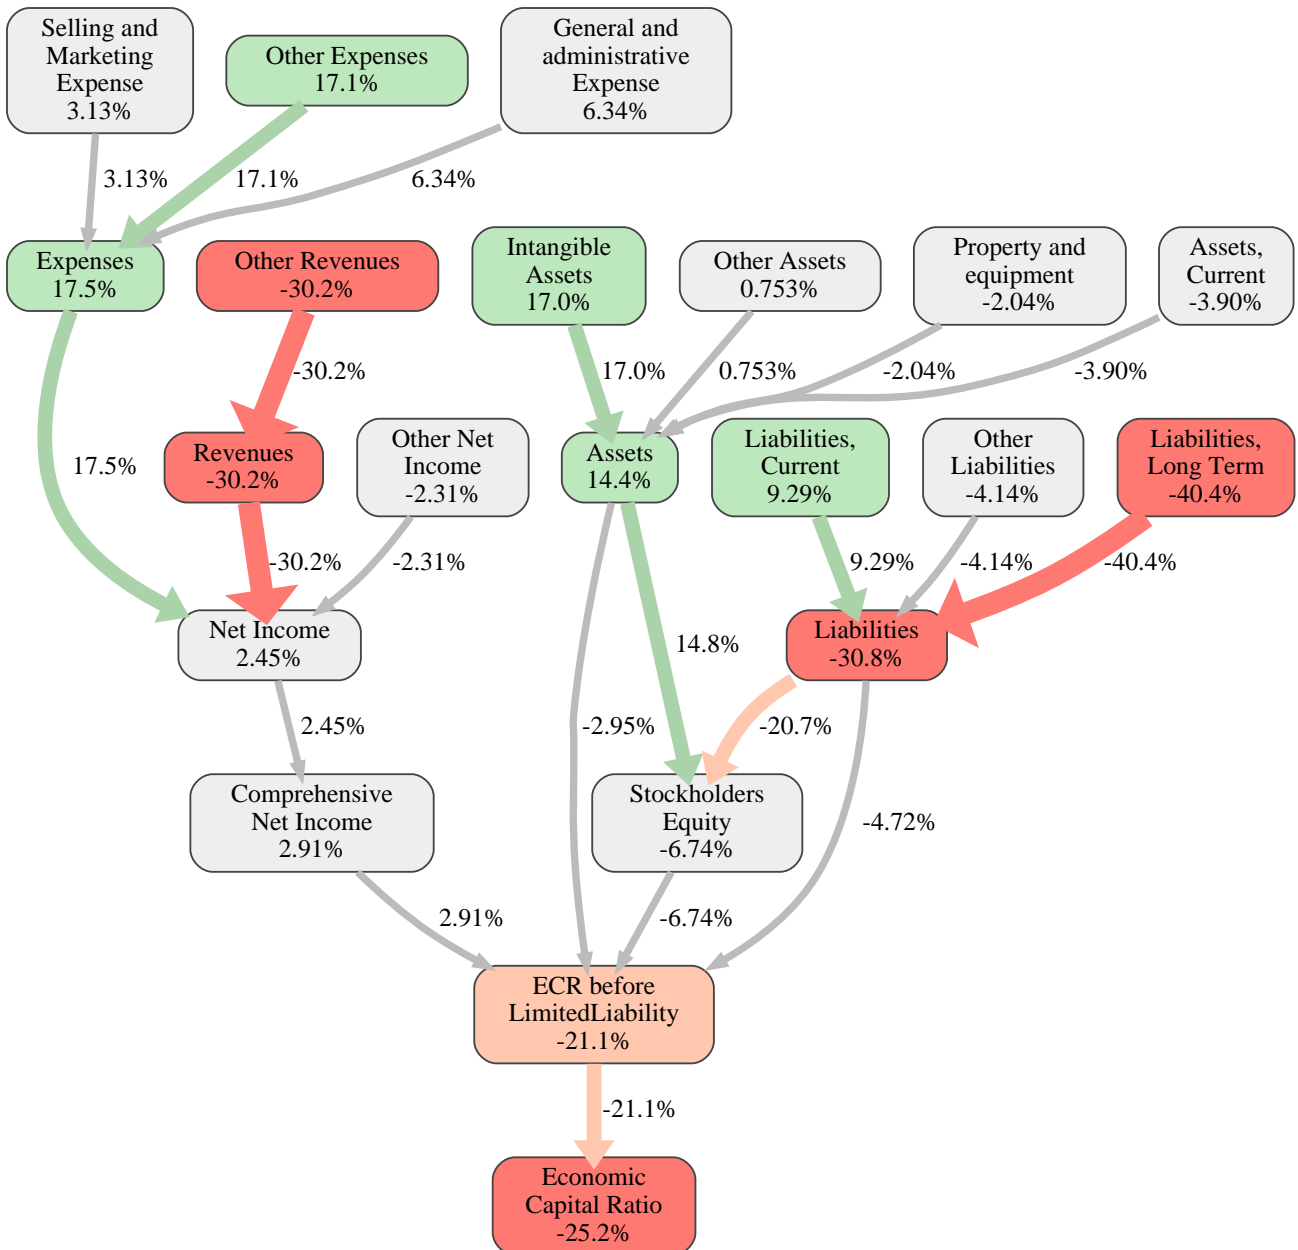 Selling and
Marketing
Expense
3.13%
Other Expenses
17.1%
General and
administrative
Expense
6.34%
3.13%
17.1%
6.34%
Expenses
17.5%
Other Revenues
-30.2%
Intangible
Assets
17.0%
Other Assets
0.753%
Property and
equipment
-2.04%
Assets,
Current
-3.90%
-30.2%
17.0%
0.753%
-2.04%
-3.90%
17.5%
Revenues
-30.2%
Other Net
Income
-2.31%
Assets
14.4%
Liabilities,
Current
9.29%
Other
Liabilities
-4.14%
Liabilities,
Long Term
-40.4%
-30.2%
-2.31%
9.29%
-4.14%
-40.4%
Net Income
2.45%
14.8%
Liabilities
-30.8%
2.45%
-2.95%
-20.7%
Comprehensive
Net Income
2.91%
Stockholders
Equity
-6.74%
-4.72%
2.91%
-6.74%
ECR before
LimitedLiability
-21.1%
-21.1%
Economic
Capital Ratio
-25.2%